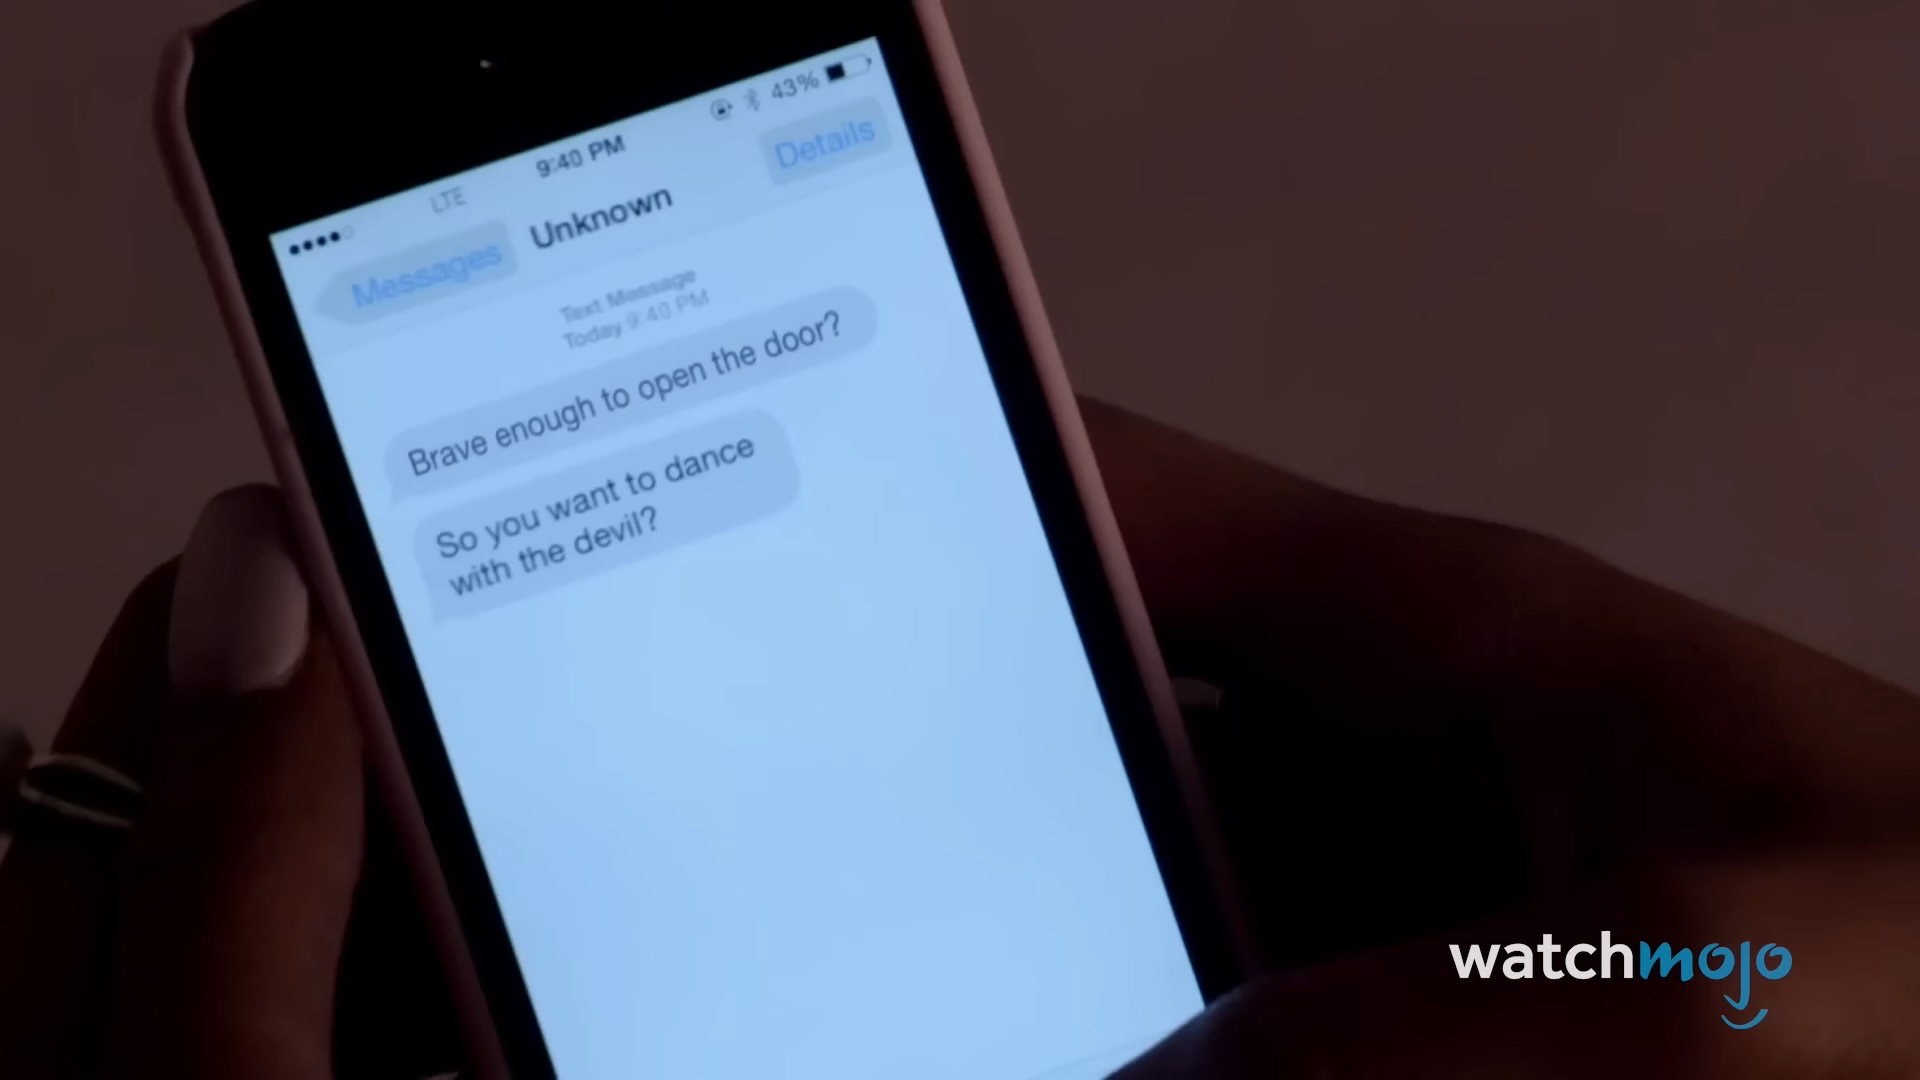 LTE
9:40 PM
43%
Messages
Unknown
Details
Text Message
Today 9:40 PM
Brave enough to open the door?
So you want to dance
with the devil?
watchmojo